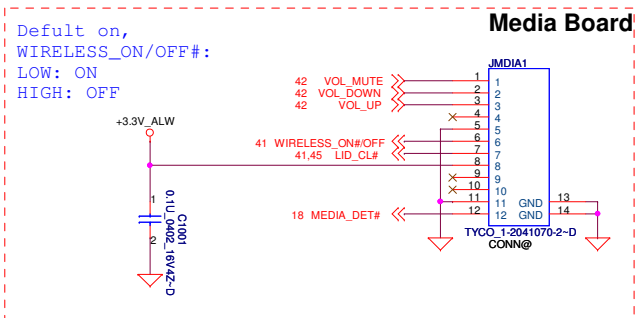 Media Board
Defult on,
WIRELESS_ON/OFF#:
LOW: ON
HIGH: OFF
JMDIA1
42 VOL_MUTE 1 1
42 VOL_DOWN 2 2
42 VOL_UP 3 3
4 4
+3.3V_ALW
5 5
41 WIRELESS_ON#/OFF 6 6
41,45 LID_CL# 7 7
8 8
9 9
10 10
11 11 GND 13
18 MEDIA_DET# 12 12 GND 14
1
2
0.1U_0402_16V4Z~D
C1001
TYCO_1-2041070-2~D
CONN@